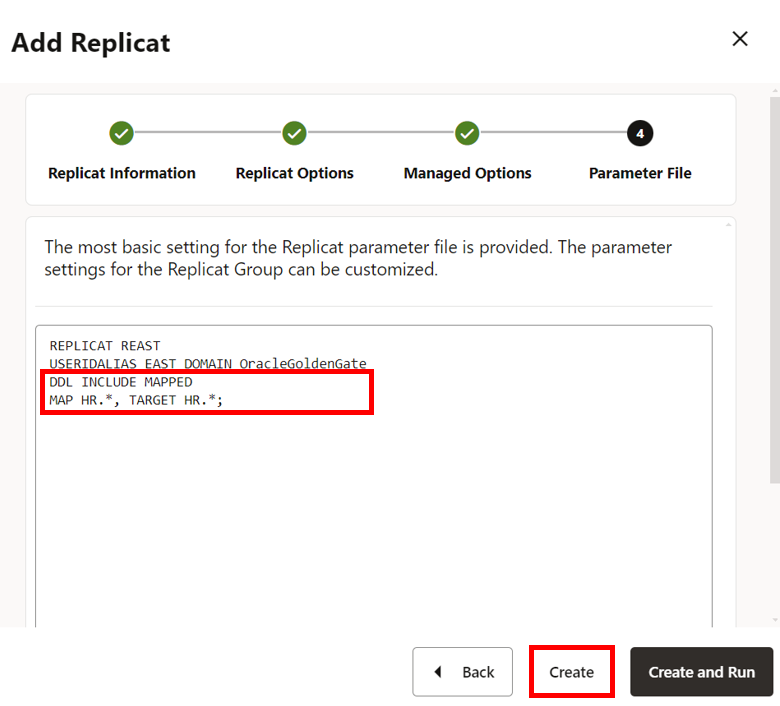 Add Replicat
4
Replicat Information
Replicat Options
Managed Options
Parameter File
The most basic setting for the Replicat parameter file is provided. The parameter
settings for the Replicat Group can be customized.
REPLICAT REAST
USERIDALIAS EAST DOMAIN OracleGoldenGate
DDL INCLUDE MAPPED
MAP HR.*, TARGET HR.*;
Back
Create
Create and Run